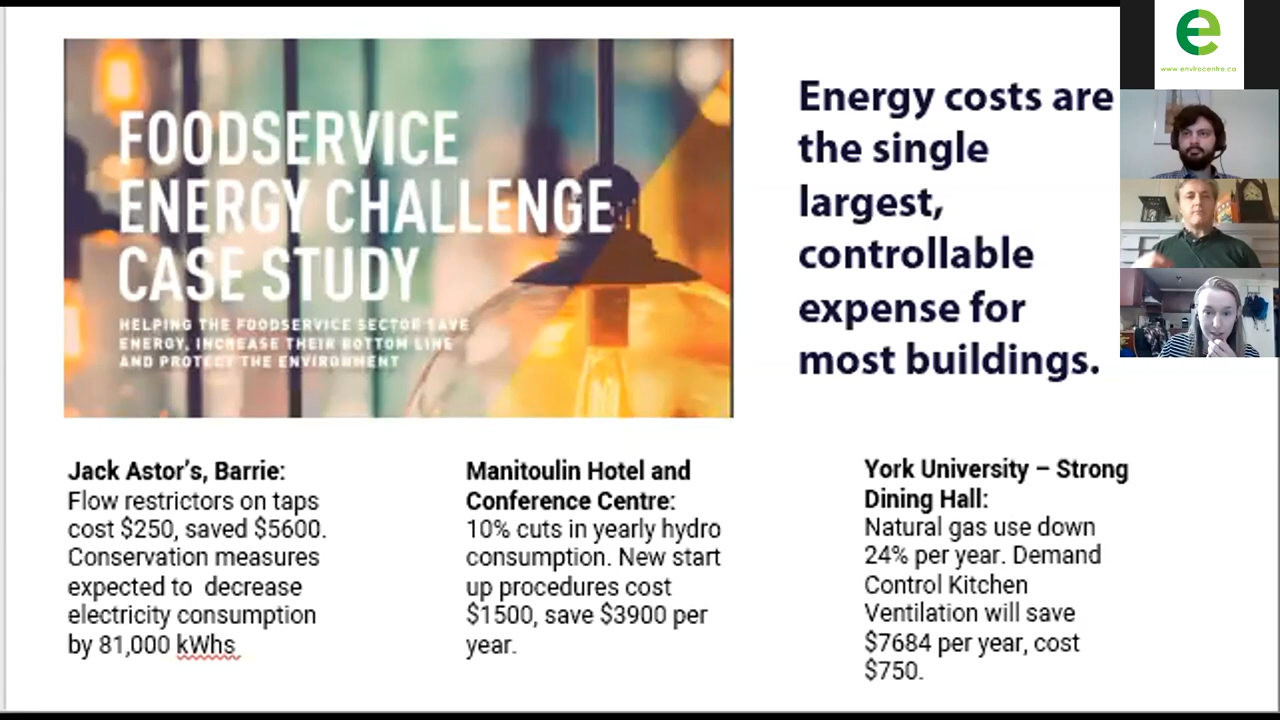 FOODSERVICE
ENERGY CHALLENGE
CASE STUDY
HELPING THE FOODSERVICE SECTOR SAVE
ENERGY, INCREASE THEIR BOTTOM LINE
AND PROTECT THE ENVIRONMENT
Energy costs are
the single
largest,
controllable
expense for
most buildings.
e
www.envirocentre.ca
Jack Astor's, Barrie:
Flow restrictors on taps
cost $250, saved $5600.
Conservation measures
expected to decrease
electricity consumption
by 81,000 kWhs
Manitoulin Hotel and
Conference Centre:
10% cuts in yearly hydro
consumption. New start
up procedures cost
$1500, save $3900 per
year.
York University – Strong
Dining Hall:
Natural gas use down
24% per year. Demand
Control Kitchen
Ventilation will save
$7684 per year, cost
$750.